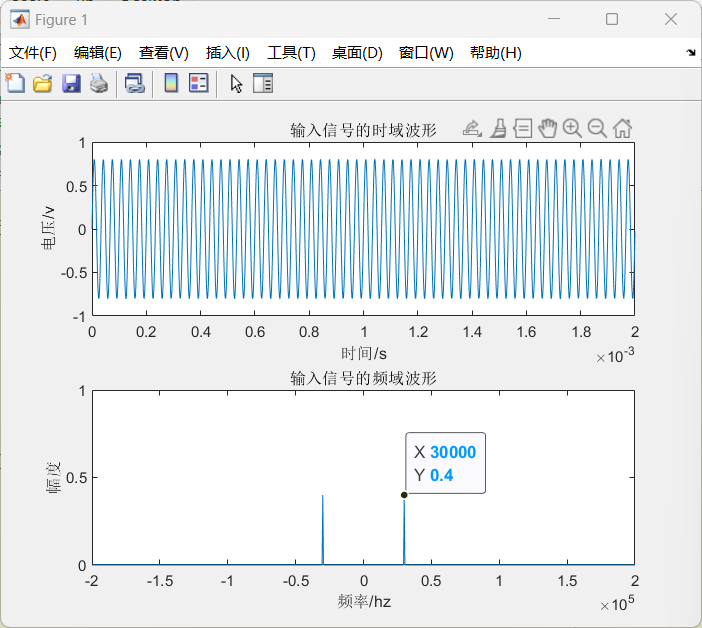 Figure 1
文件(F) 编辑(E) 查看(V) 插入(I) 工具(T) 桌面(D) 窗口(W) 帮助(H)
输入信号的时域波形
1
0.5
0
-0.5
-1
电压/v
0 0.2 0.4 0.6 0.8 1 1.2 1.4 1.6 1.8 2
时间/s
×10⁻³
输入信号的频域波形
1
0.5
0
幅度
X 30000
Y 0.4
-2 -1.5 -1 -0.5 0 0.5 1 1.5 2
频率/hz
×10⁵